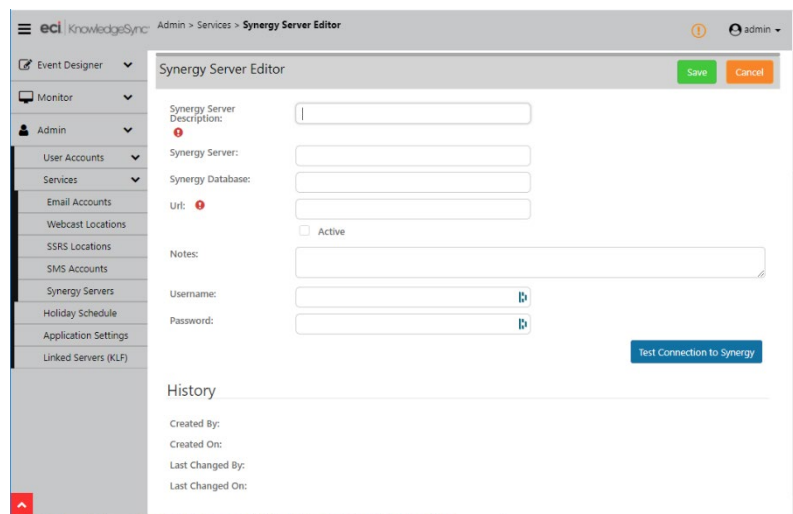 eci KnowledgeSync
Admin > Services > Synergy Server Editor
admin
Event Designer
Monitor
Admin
User Accounts
Services
Email Accounts
Webcast Locations
SSRS Locations
SMS Accounts
Synergy Servers
Holiday Schedule
Application Settings
Linked Servers (KLF)
Synergy Server Editor
Save
Cancel
Synergy Server
Description:
Synergy Server:
Synergy Database:
Url:
Active
Notes:
Username:
Password:
Test Connection to Synergy
History
Created By:
Created On:
Last Changed By:
Last Changed On: